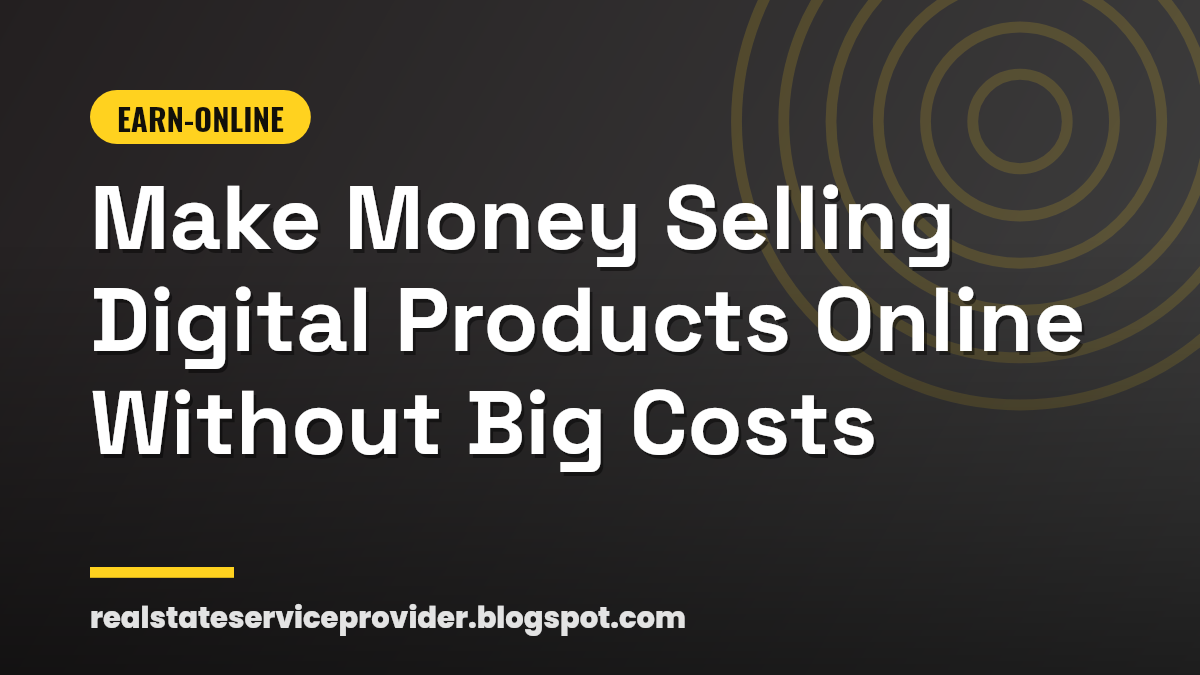 EARN-ONLINE
Make Money Selling
Digital Products Online
Without Big Costs
realstateserviceprovider.blogspot.com